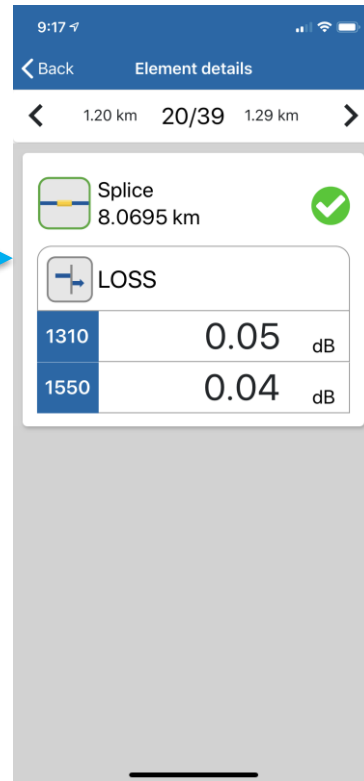 9:17
Back Element details
1.20 km 20/39 1.29 km
Splice
8.0695 km
LOSS
1310 0.05 dB
1550 0.04 dB